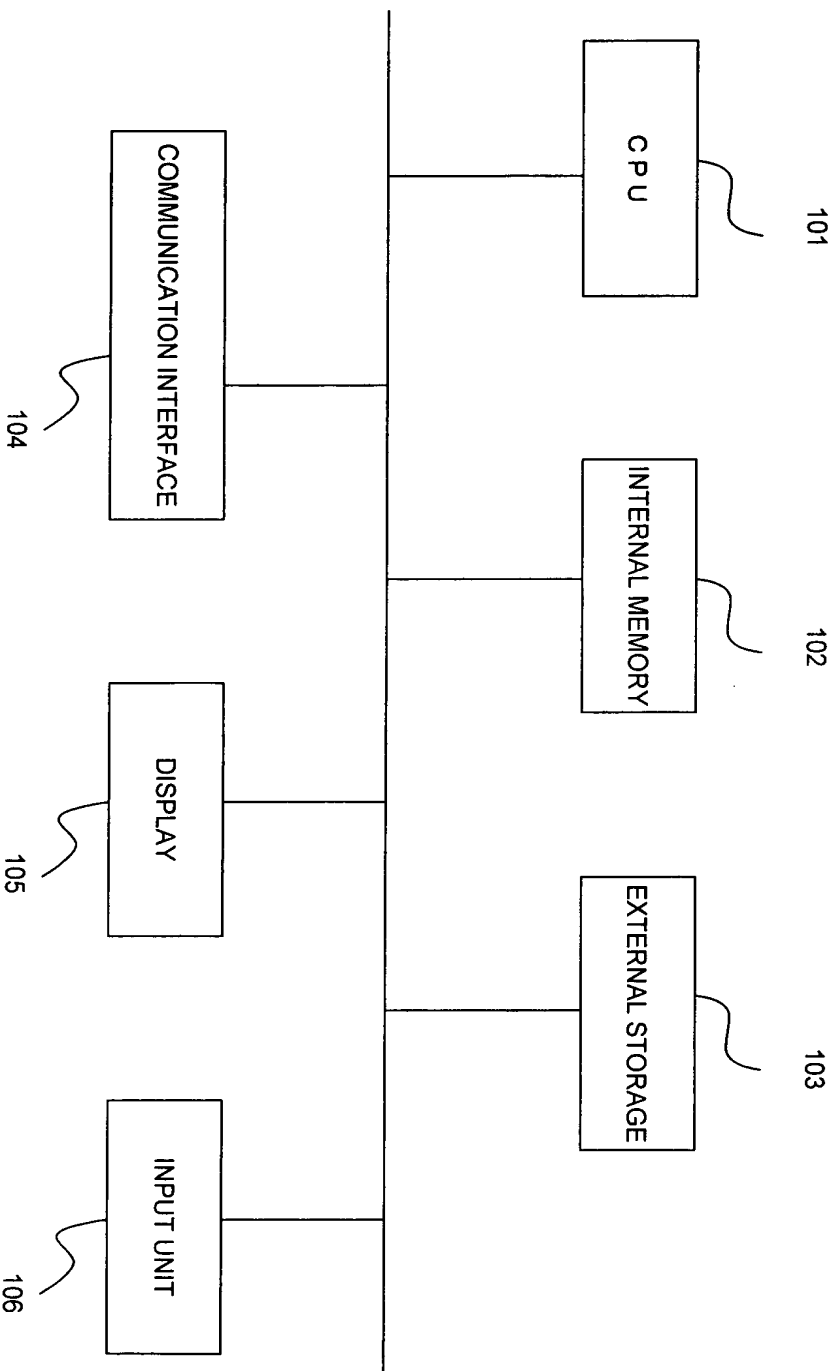 101
CPU
102
INTERNAL MEMORY
103
EXTERNAL STORAGE
COMMUNICATION INTERFACE
104
DISPLAY
105
INPUT UNIT
106